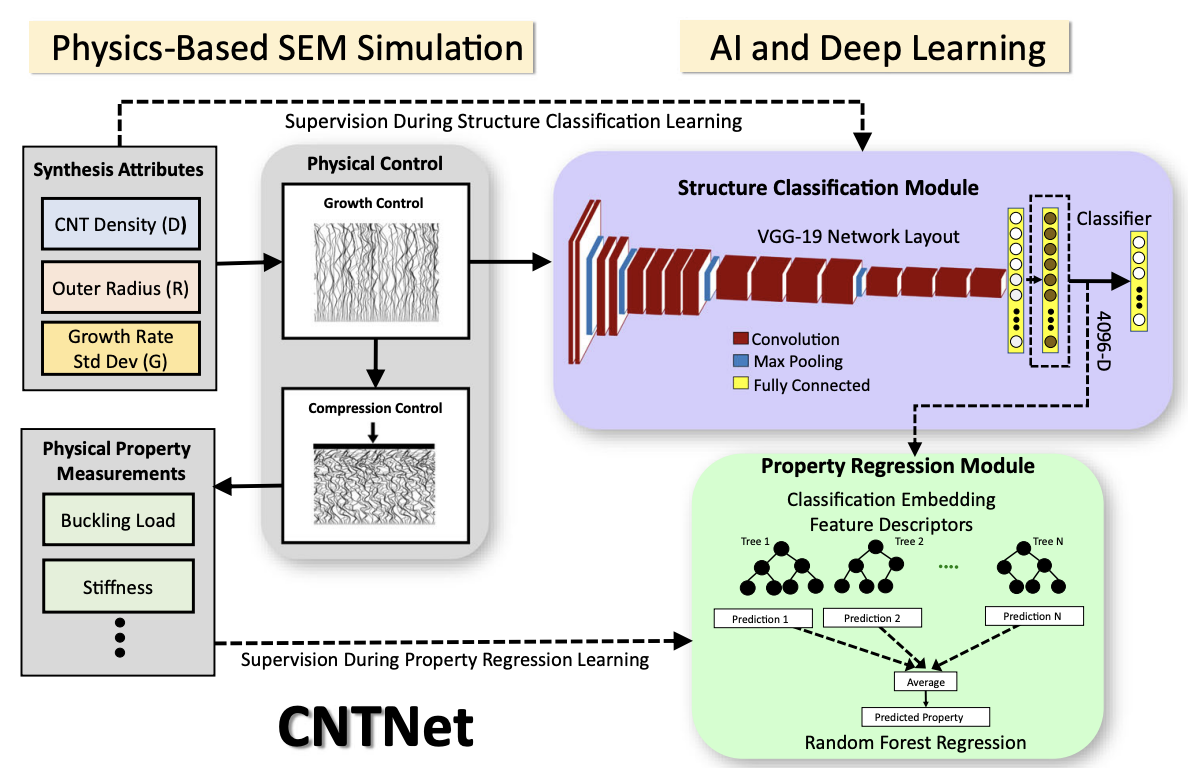 Physics-Based SEM Simulation
AI and Deep Learning
Supervision During Structure Classification Learning
Synthesis Attributes
CNT Density (D)
Outer Radius (R)
Growth Rate
Std Dev (G)
Physical Control
Growth Control
Compression Control
Structure Classification Module
VGG-19 Network Layout
Classifier
Convolution
Max Pooling
Fully Connected
4096-D
Physical Property
Measurements
Buckling Load
Stiffness
Supervision During Property Regression Learning
Property Regression Module
Classification Embedding
Feature Descriptors
Tree 1
Tree 2
Tree N
Prediction 1
Prediction 2
Prediction N
Average
Predicted Property
Random Forest Regression
CNTNet